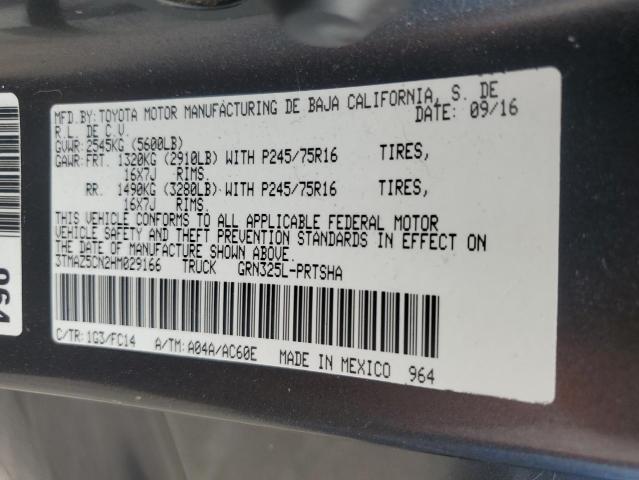 MFD.BY:TOYOTA MOTOR MANUFACTURING DE BAJA CALIFORNIA, S. DE
R.L. DE C.V. DATE: 09/16
GVWR:2545KG (5600LB)
GAWR:FRT. 1320KG (2910LB) WITH P245/75R16 TIRES,
16X7J RIMS.
RR. 1490KG (3280LB) WITH P245/75R16 TIRES,
16X7J RIMS.
THIS VEHICLE CONFORMS TO ALL APPLICABLE FEDERAL MOTOR
VEHICLE SAFETY AND THEFT PREVENTION STANDARDS IN EFFECT ON
THE DATE OF MANUFACTURE SHOWN ABOVE.
3TMAZ5CN2HM029166 TRUCK GRN325L-PRTSHA
C/TR:1G3/FC14 A/TM:A04A/AC60E MADE IN MEXICO 964